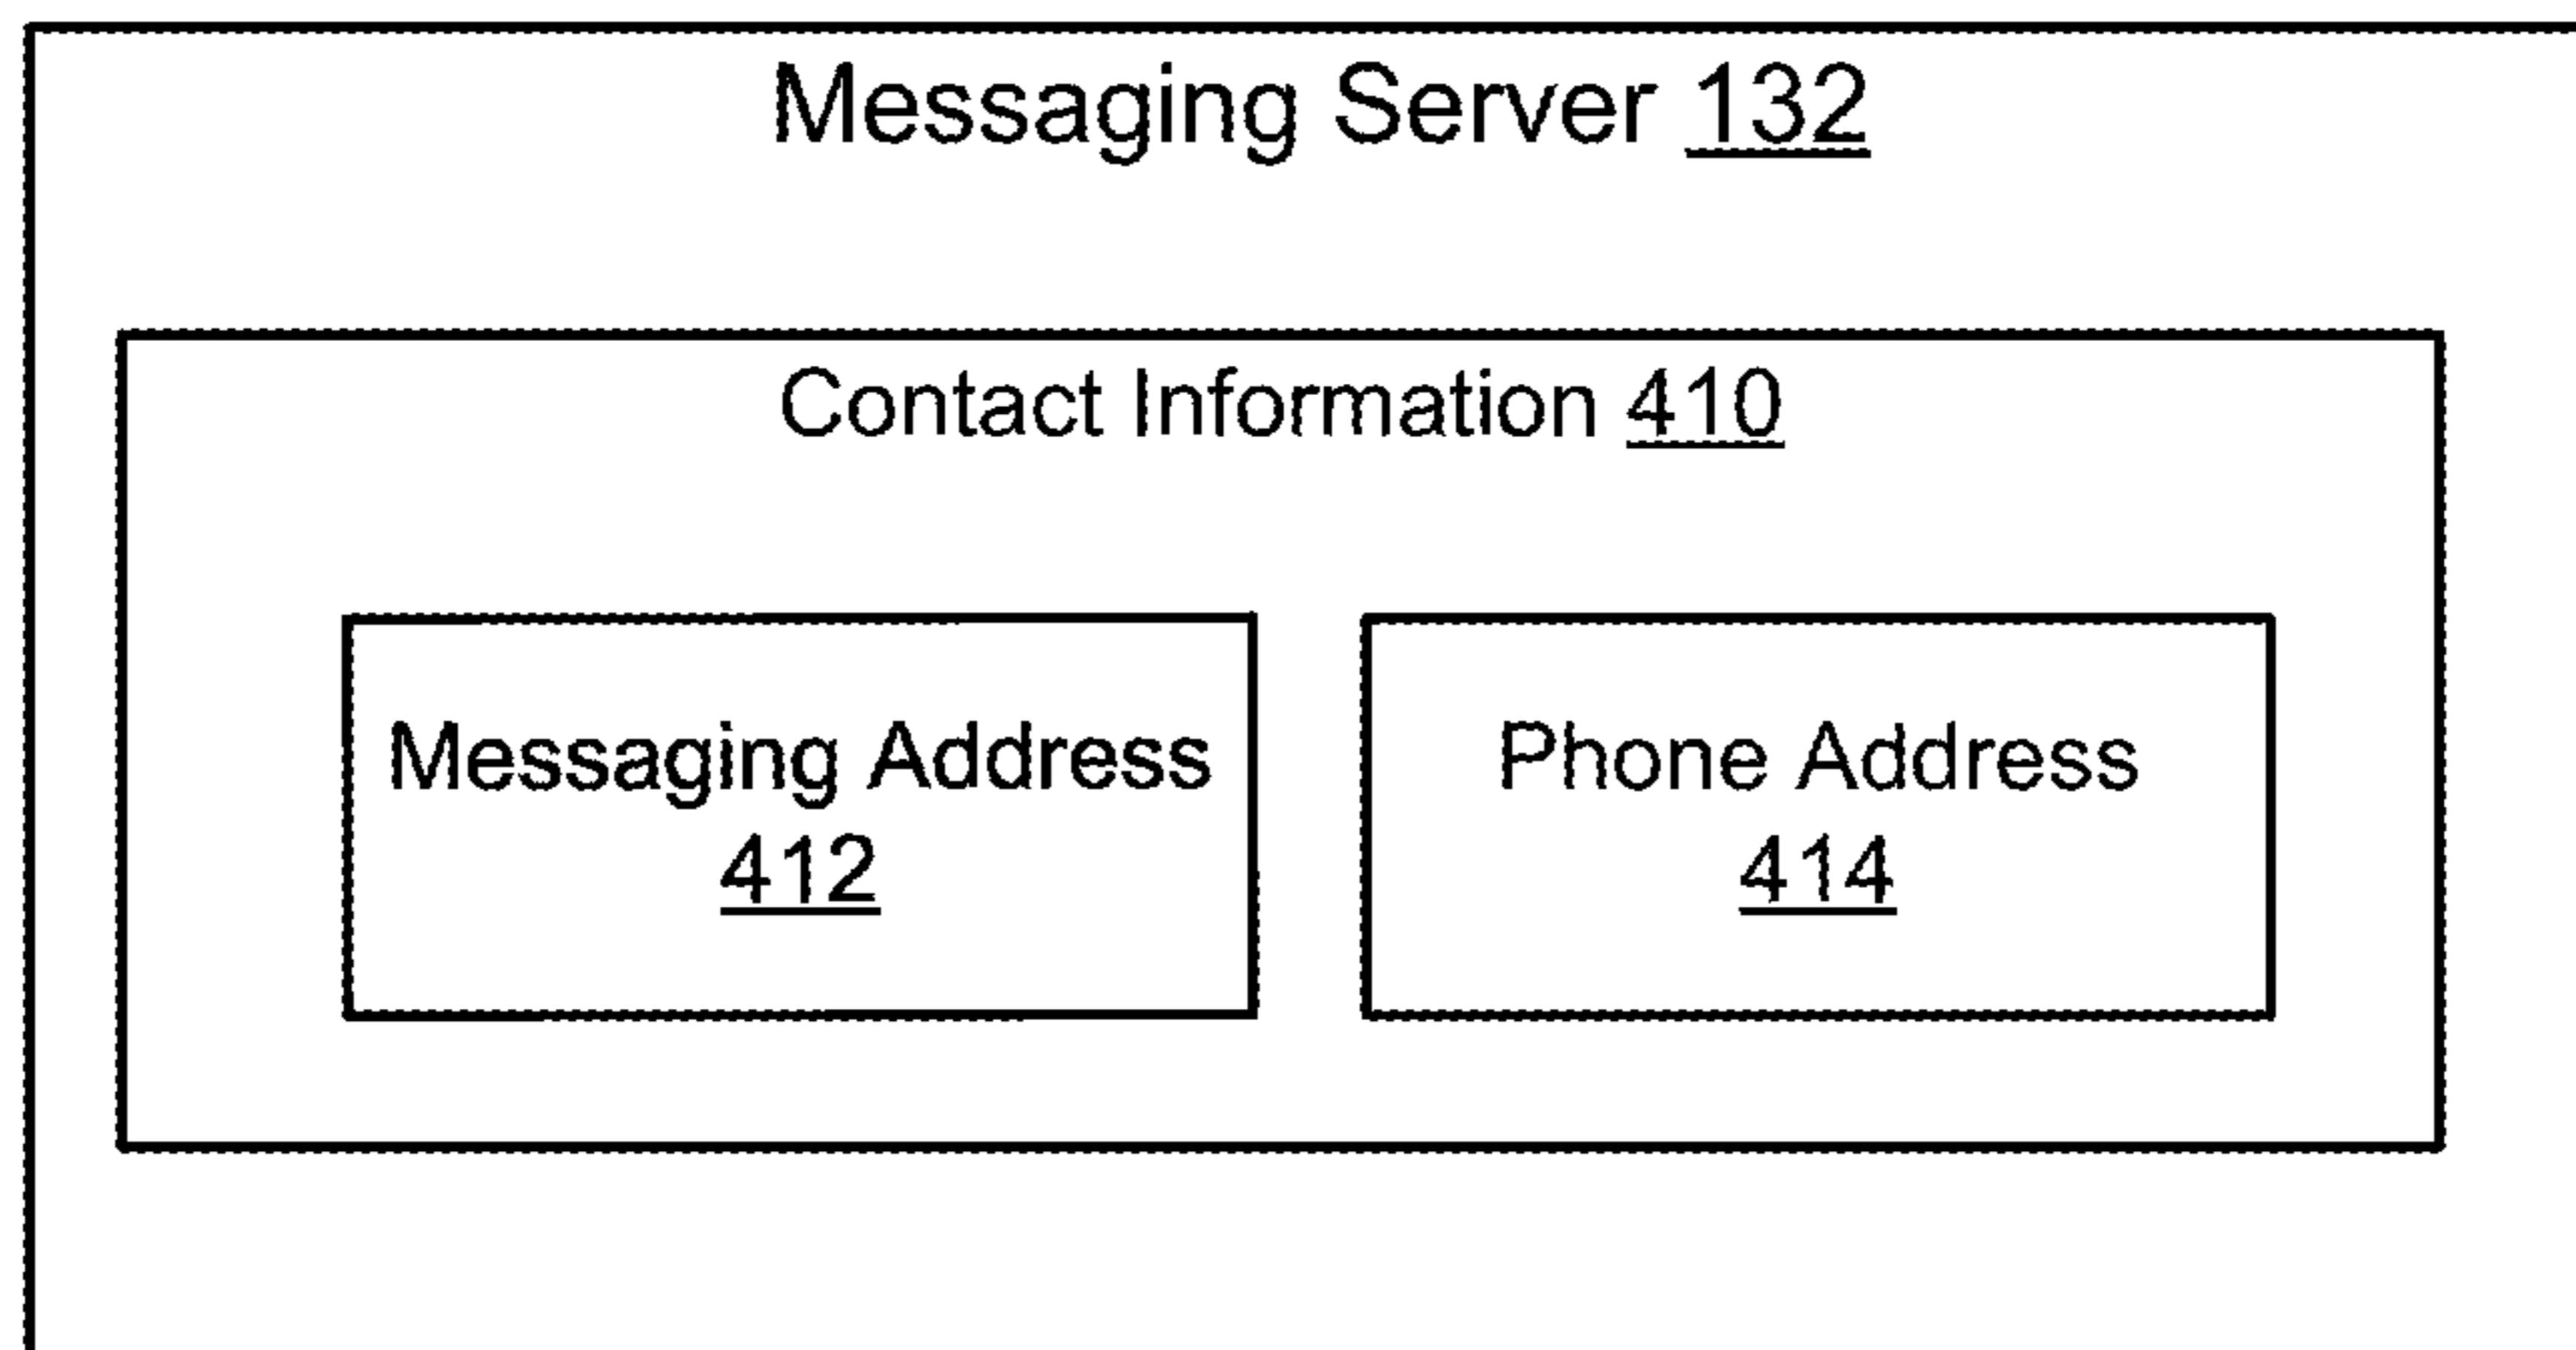 Messaging Server 132
Contact Information 410
Messaging Address
412
Phone Address
414